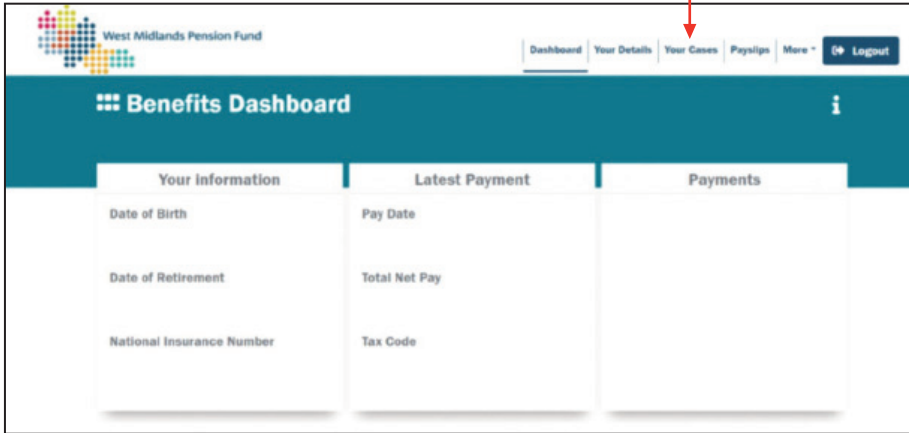 West Midlands Pension Fund
Dashboard Your Details Your Cases Payslips More Logout
Benefits Dashboard
Your Information
Date of Birth
Date of Retirement
National Insurance Number
Latest Payment
Pay Date
Total Net Pay
Tax Code
Payments